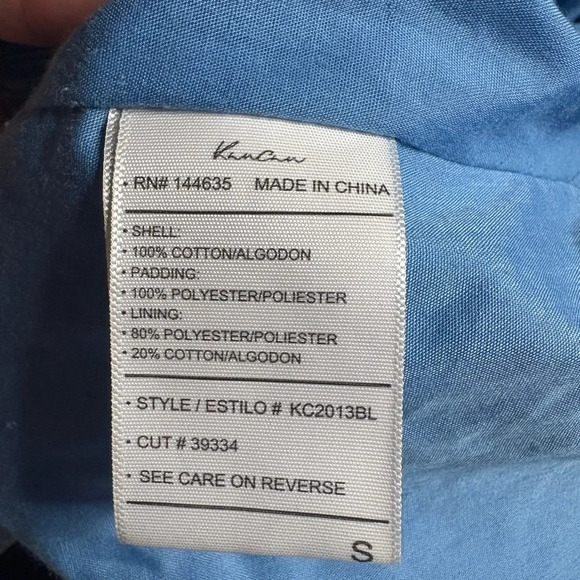 KanCan
• RN# 144635 MADE IN CHINA
• SHELL:
• 100% COTTON/ALGODON
• PADDING:
• 100% POLYESTER/POLIESTER
• LINING:
• 80% POLYESTER/POLIESTER
• 20% COTTON/ALGODON
• STYLE / ESTILO # KC2013BL
• CUT # 39334
• SEE CARE ON REVERSE
S